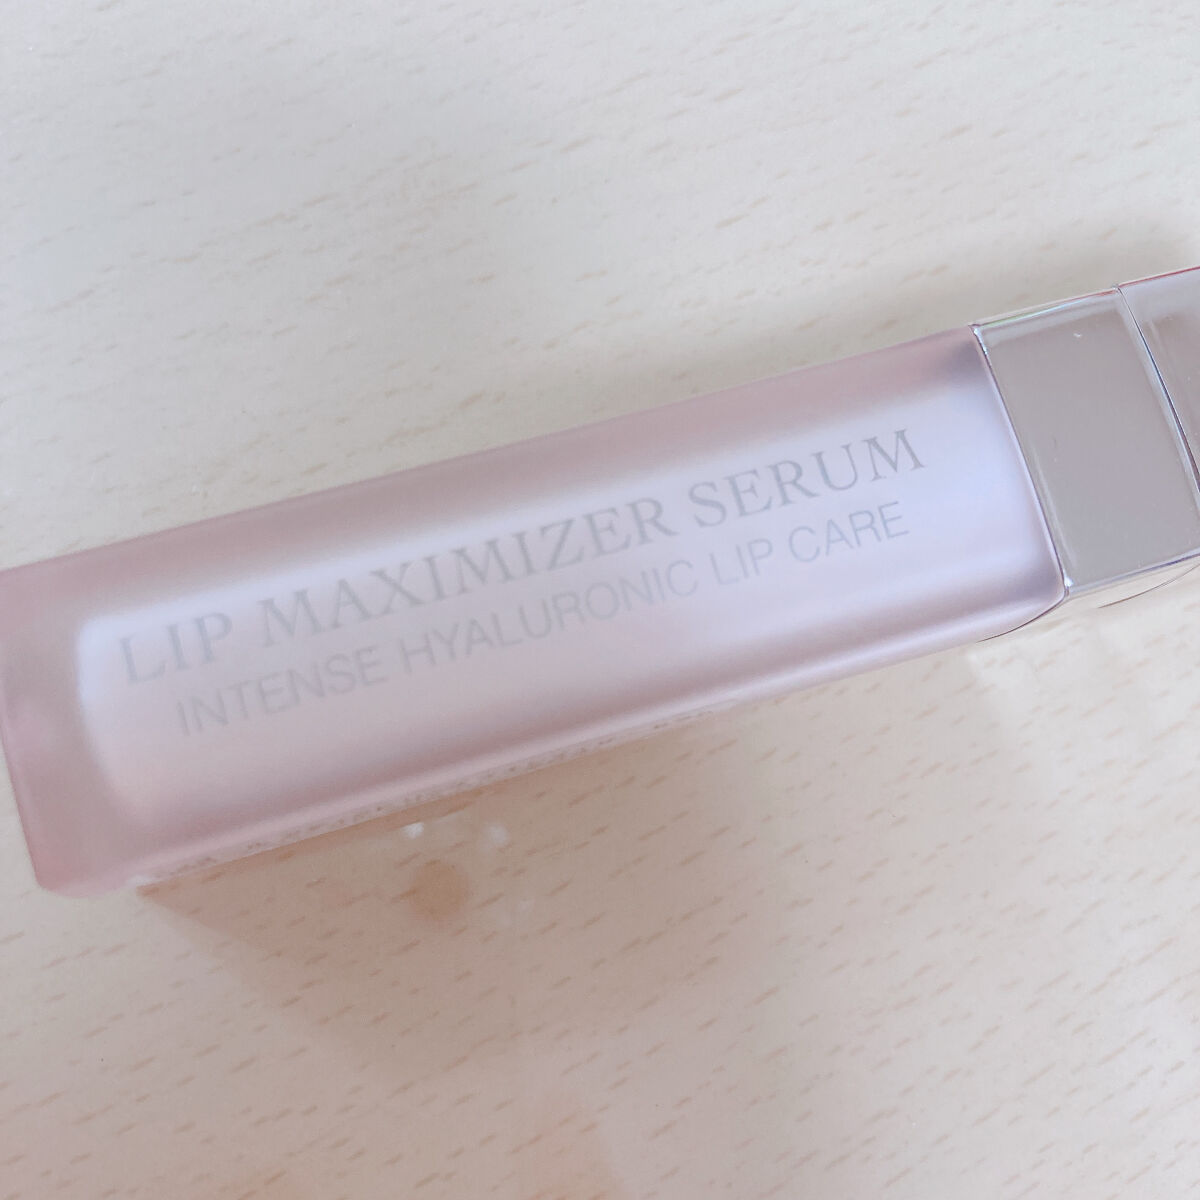 LIP MAXIMIZER SERUM
INTENSE HYALURONIC LIP CARE